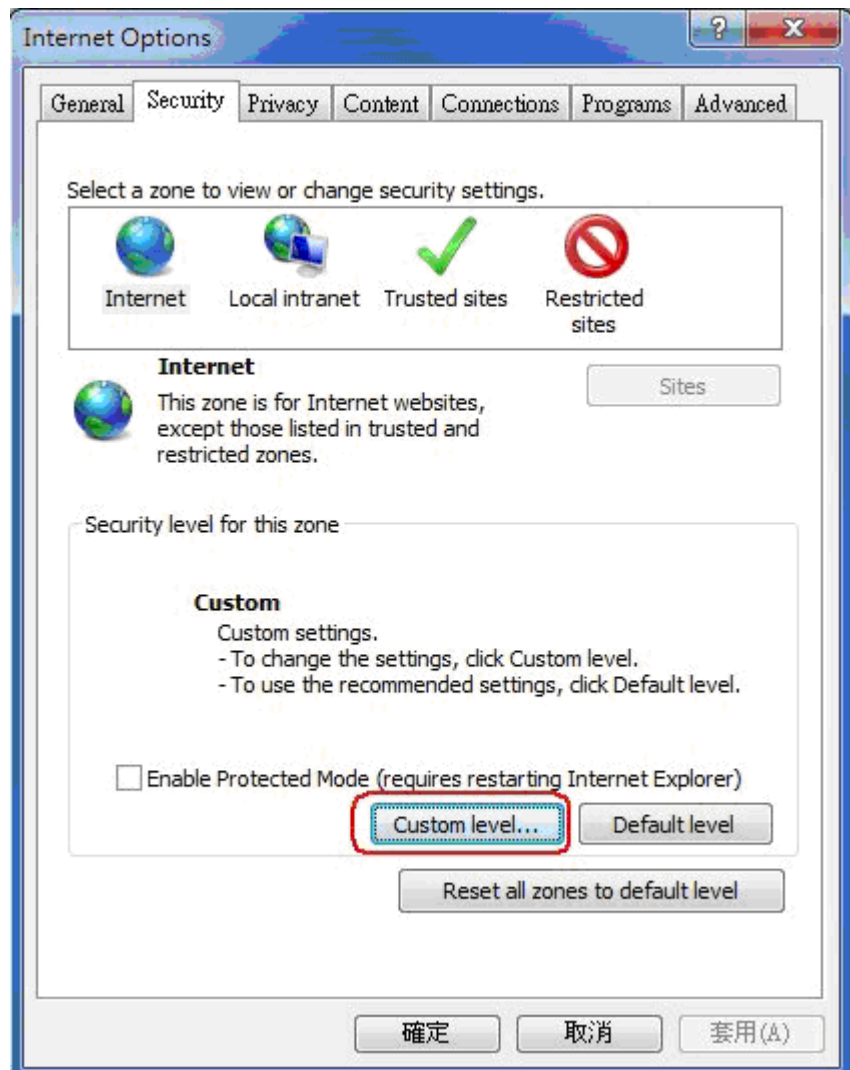 Internet Options
General Security Privacy Content Connections Programs Advanced
Select a zone to view or change security settings.
Internet Local intranet Trusted sites Restricted sites
Internet
Sites
This zone is for Internet websites,
except those listed in trusted and
restricted zones.
Security level for this zone
Custom
Custom settings.
- To change the settings, click Custom level.
- To use the recommended settings, click Default level.
Enable Protected Mode (requires restarting Internet Explorer)
Custom level... Default level
Reset all zones to default level
確定 取消 套用(A)